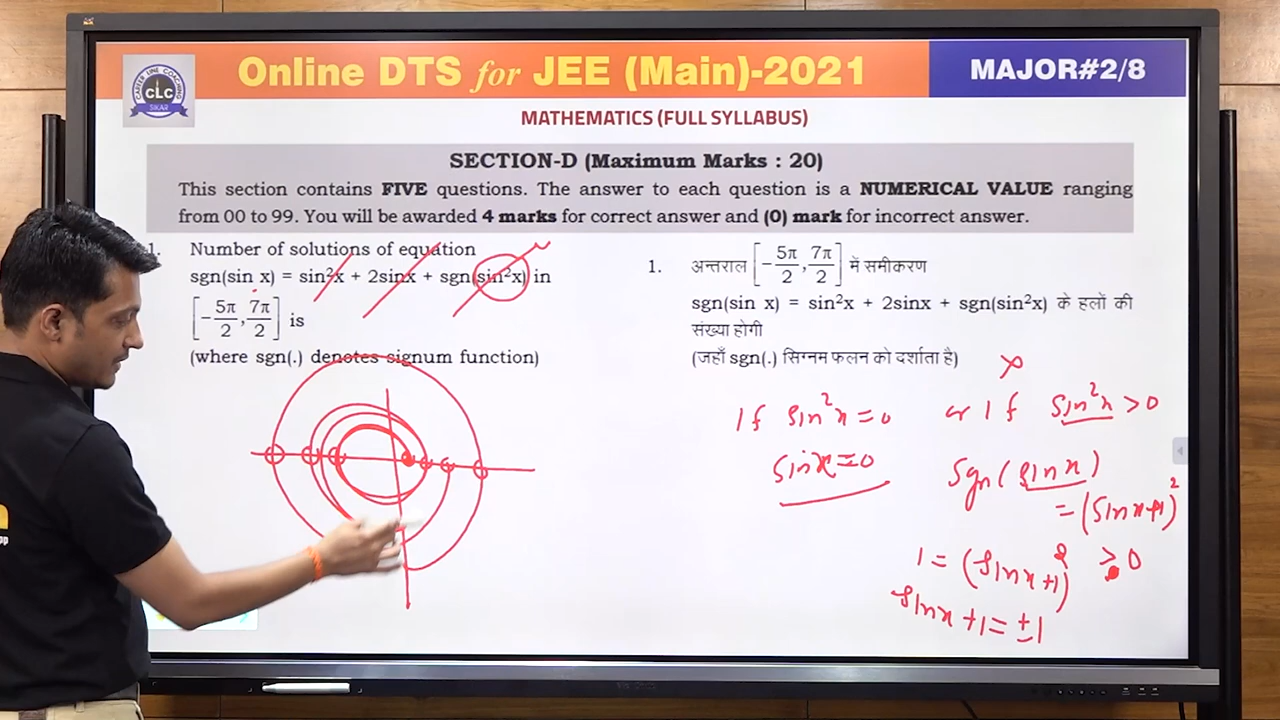 Online DTS for JEE (Main)-2021
MAJOR#2/8
CLC
SIKAR
MATHEMATICS (FULL SYLLABUS)
SECTION-D (Maximum Marks : 20)
This section contains FIVE questions. The answer to each question is a NUMERICAL VALUE ranging
from 00 to 99. You will be awarded 4 marks for correct answer and (0) mark for incorrect answer.
1. Number of solutions of equation
sgn(sin x) = sin²x + 2sinx + sgn(sin²x) in
[-5π/2, 7π/2] is
(where sgn(.) denotes signum function)
1. अन्तराल [-5π/2, 7π/2] में समीकरण
sgn(sin x) = sin²x + 2sinx + sgn(sin²x) के हलों की
संख्या होगी
(जहाँ sgn(.) सिग्नम फलन को दर्शाता है)
If sin²x = 0 or if sin²x > 0
sinx = 0
Sgn(sinx)
= (sinx+1)²
1 = (sinx+1)² > 0
sinx + 1 = ±1